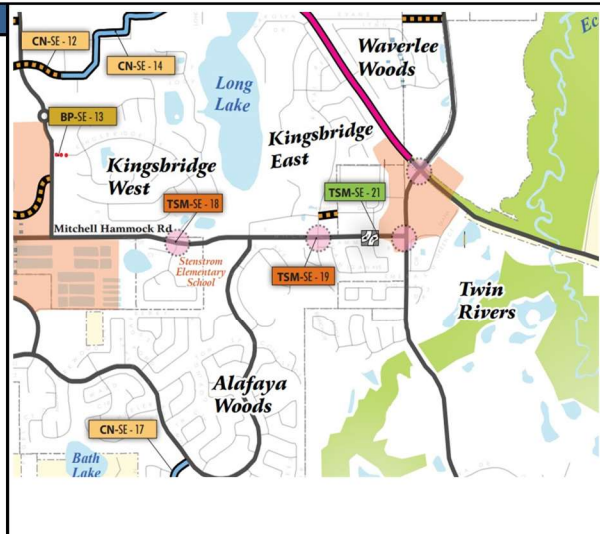 CN-SE - 12
CN-SE - 14
Waverlee
Woods
Ec
Long
Lake
BP-SE - 13
Kingsbridge
East
Kingsbridge
West
TSM-SE - 21
TSM-SE - 18
Mitchell Hammock Rd
Stenstrom
Elementary
School
TSM-SE - 19
Twin
Rivers
Alafaya
Woods
CN-SE - 17
Bath
Lake